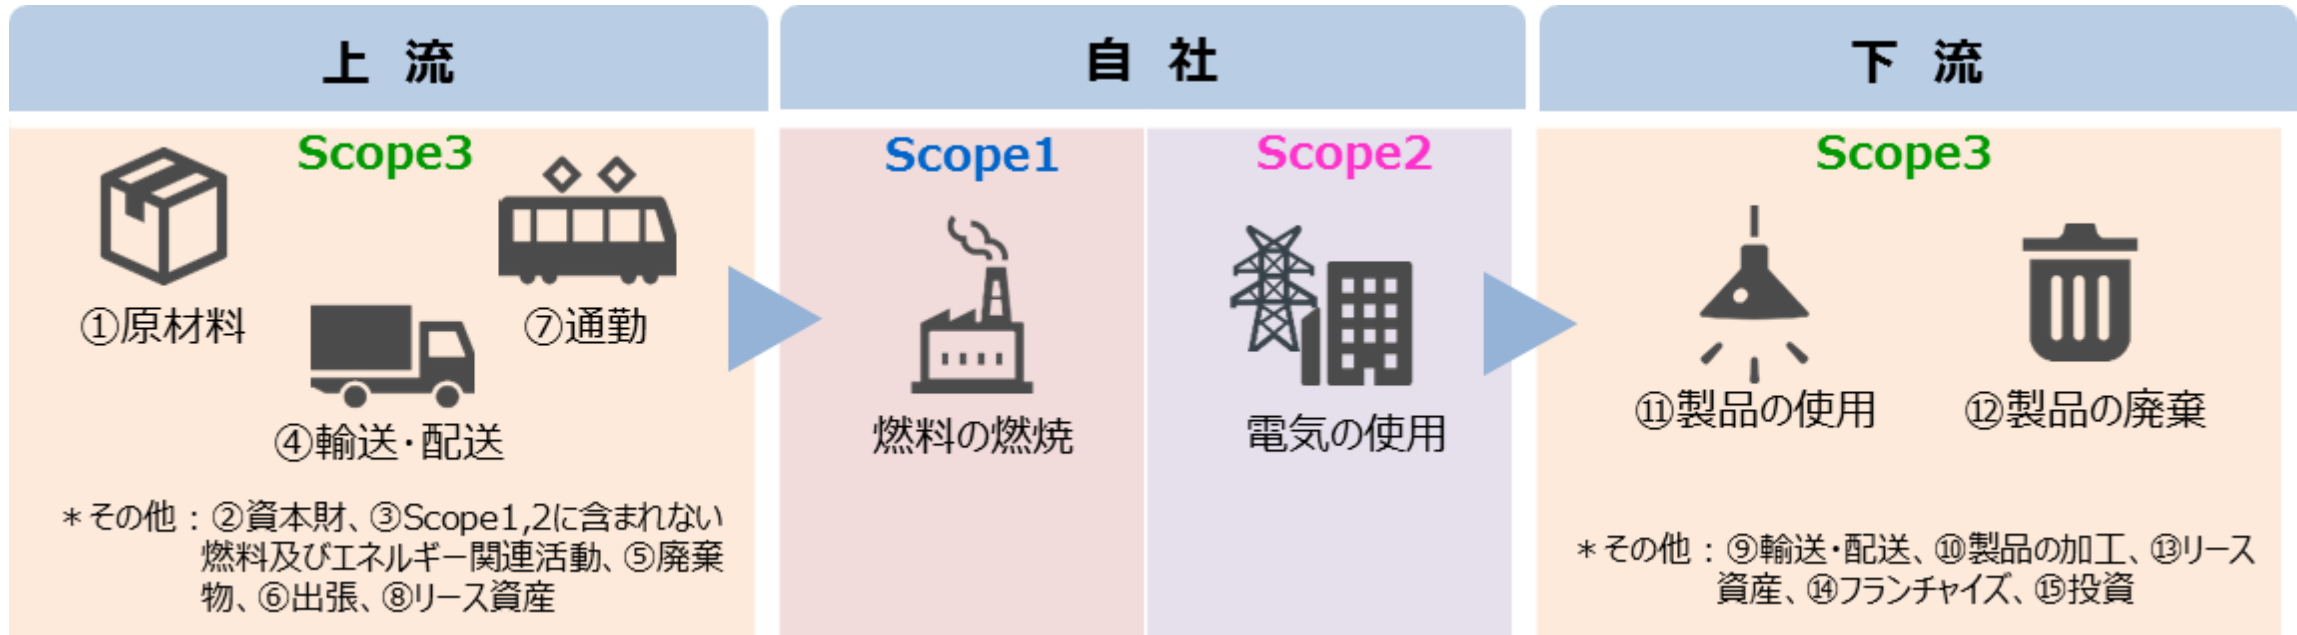 上 流
Scope3
①原材料
⑦通勤
④輸送・配送
＊その他：②資本財、③Scope1,2に含まれない
燃料及びエネルギー関連活動、⑤廃棄
物、⑥出張、⑧リース資産
自 社
Scope1
燃料の燃焼
Scope2
電気の使用
下 流
Scope3
⑪製品の使用
⑫製品の廃棄
＊その他：⑨輸送・配送、⑩製品の加工、⑬リース
資産、⑭フランチャイズ、⑮投資